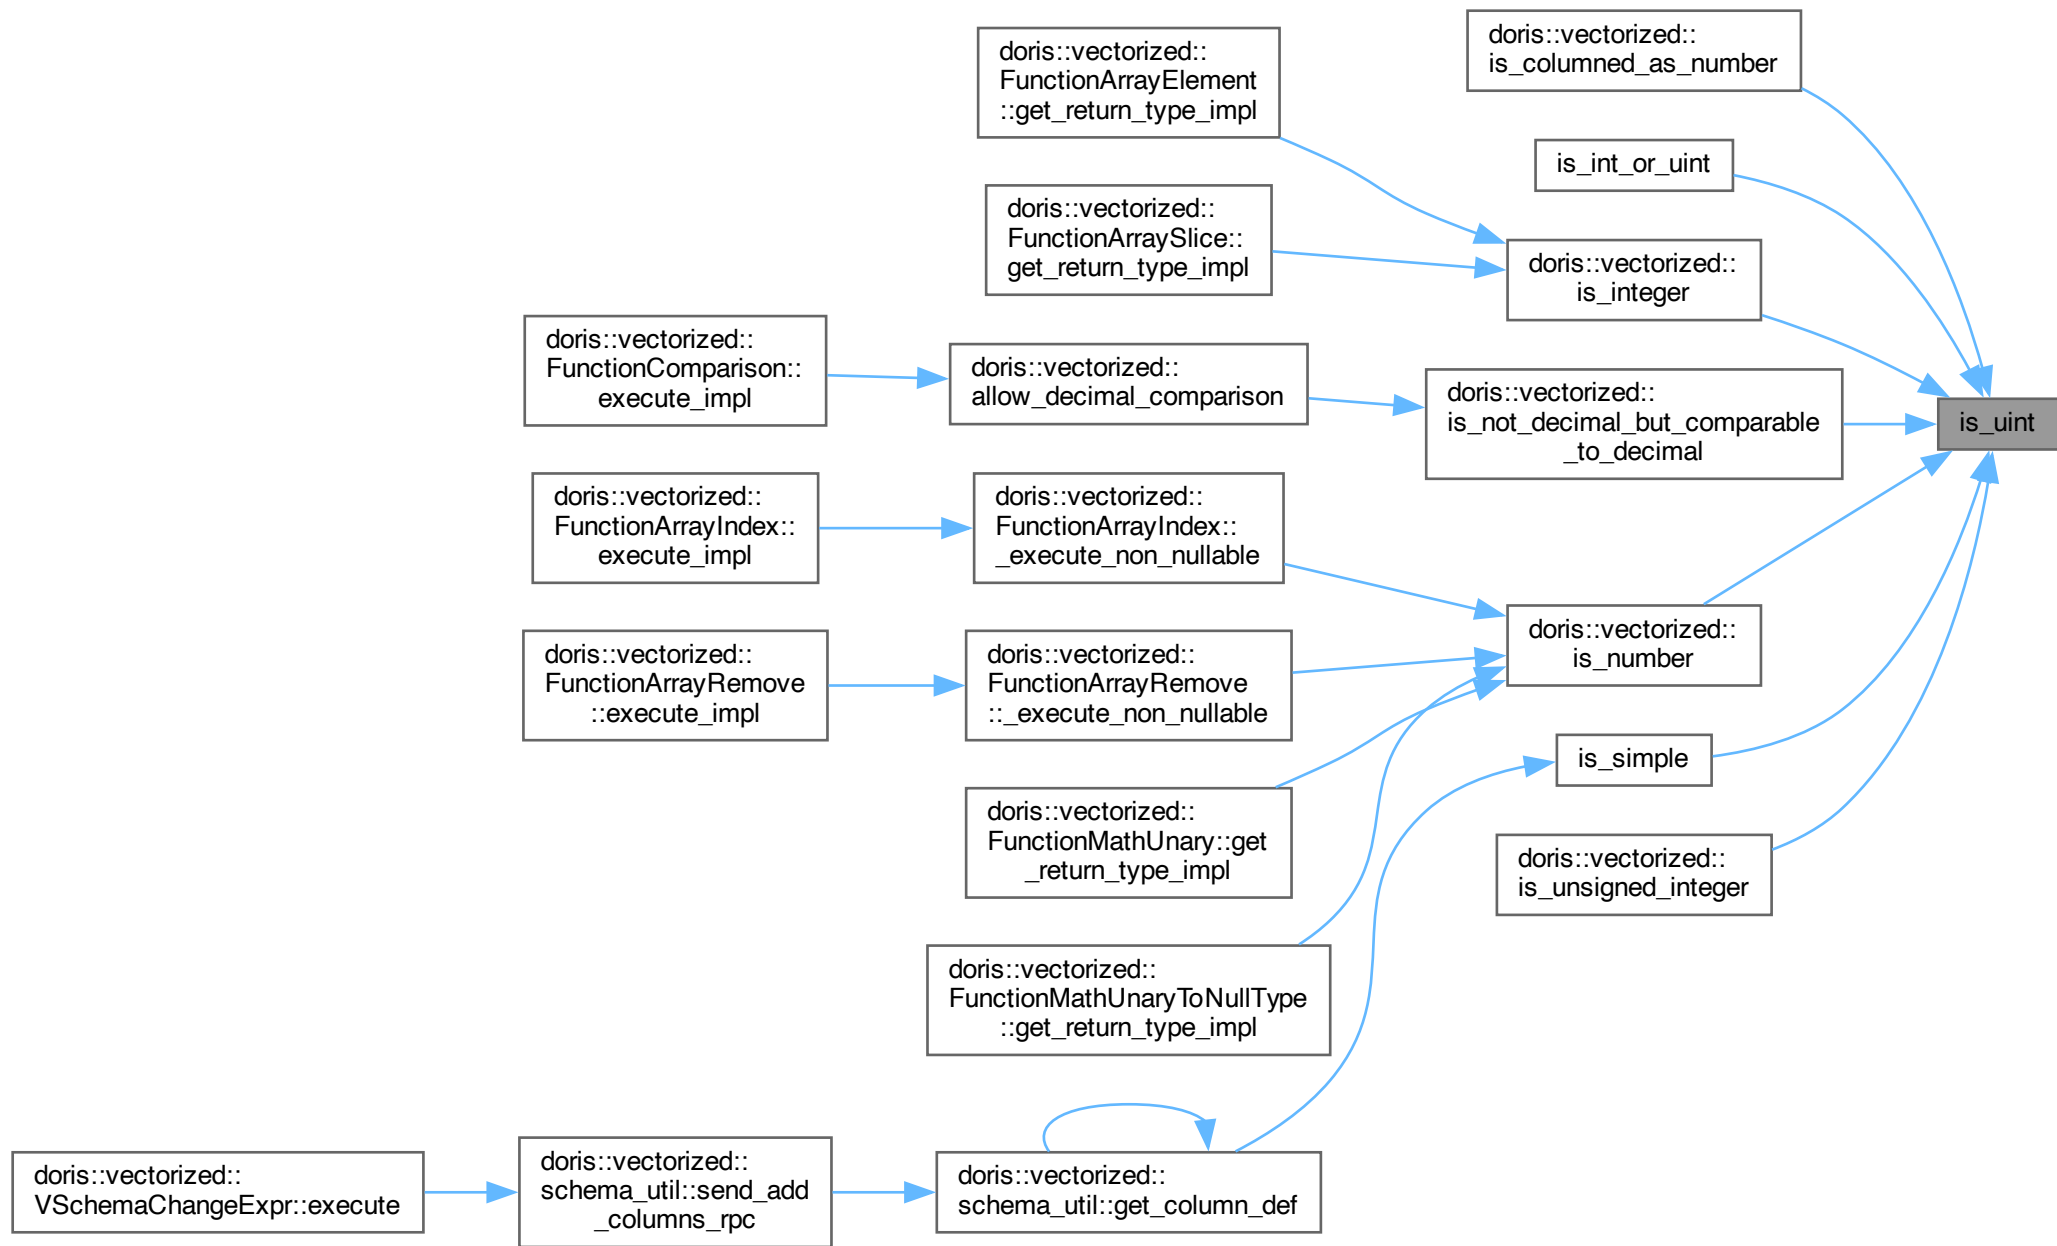 doris::vectorized::
is_columned_as_number
doris::vectorized::
FunctionArrayElement
::get_return_type_impl
is_int_or_uint
doris::vectorized::
FunctionArraySlice::
get_return_type_impl
doris::vectorized::
is_integer
doris::vectorized::
FunctionComparison::
execute_impl
doris::vectorized::
allow_decimal_comparison
doris::vectorized::
is_not_decimal_but_comparable
_to_decimal
is_uint
doris::vectorized::
FunctionArrayIndex::
execute_impl
doris::vectorized::
FunctionArrayIndex::
_execute_non_nullable
doris::vectorized::
FunctionArrayRemove
::execute_impl
doris::vectorized::
FunctionArrayRemove
::_execute_non_nullable
doris::vectorized::
is_number
is_simple
doris::vectorized::
FunctionMathUnary::get
_return_type_impl
doris::vectorized::
is_unsigned_integer
doris::vectorized::
FunctionMathUnaryToNullType
::get_return_type_impl
doris::vectorized::
VSchemaChangeExpr::execute
doris::vectorized::
schema_util::send_add
_columns_rpc
doris::vectorized::
schema_util::get_column_def